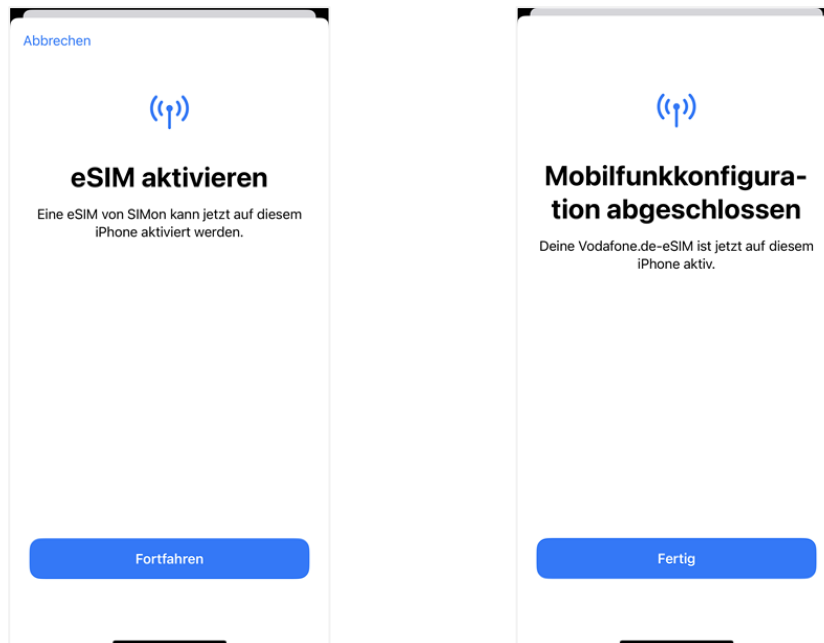 Abbrechen
eSIM aktivieren
Eine eSIM von SIMon kann jetzt auf diesem
iPhone aktiviert werden.
Fortfahren
Mobilfunkkonfigura-
tion abgeschlossen
Deine Vodafone.de-eSIM ist jetzt auf diesem
iPhone aktiv.
Fertig